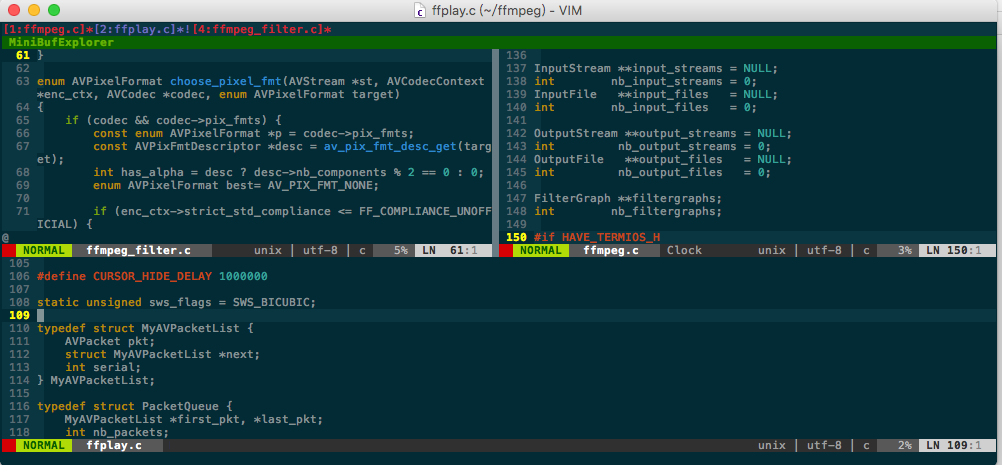 ffplay.c (~/ffmpeg) - VIM
[1:ffmpeg.c]*[2:ffplay.c]*![4:ffmpeg_filter.c]*
MiniBufExplorer
61 }
62
63 enum AVPixelFormat choose_pixel_fmt(AVStream *st, AVCodecContext
*enc_ctx, AVCodec *codec, enum AVPixelFormat target)
64 {
65     if (codec && codec->pix_fmts) {
66         const enum AVPixelFormat *p = codec->pix_fmts;
67         const AVPixFmtDescriptor *desc = av_pix_fmt_desc_get(targ
et);
68         int has_alpha = desc ? desc->nb_components % 2 == 0 : 0;
69         enum AVPixelFormat best= AV_PIX_FMT_NONE;
70
71         if (enc_ctx->strict_std_compliance <= FF_COMPLIANCE_UNOFF
ICIAL) {
@
NORMAL ffmpeg_filter.c unix | utf-8 | c 5% LN 61:1
136
137 InputStream **input_streams = NULL;
138 int        nb_input_streams = 0;
139 InputFile   **input_files   = NULL;
140 int         nb_input_files   = 0;
141
142 OutputStream **output_streams = NULL;
143 int         nb_output_streams = 0;
144 OutputFile   **output_files   = NULL;
145 int         nb_output_files   = 0;
146
147 FilterGraph **filtergraphs;
148 int        nb_filtergraphs;
149
150 #if HAVE_TERMIOS_H
NORMAL ffmpeg.c Clock unix | utf-8 | c 3% LN 150:1
105
106 #define CURSOR_HIDE_DELAY 1000000
107
108 static unsigned sws_flags = SWS_BICUBIC;
109
110 typedef struct MyAVPacketList {
111     AVPacket pkt;
112     struct MyAVPacketList *next;
113     int serial;
114 } MyAVPacketList;
115
116 typedef struct PacketQueue {
117     MyAVPacketList *first_pkt, *last_pkt;
118     int nb_packets;
NORMAL ffplay.c unix | utf-8 | c 2% LN 109:1